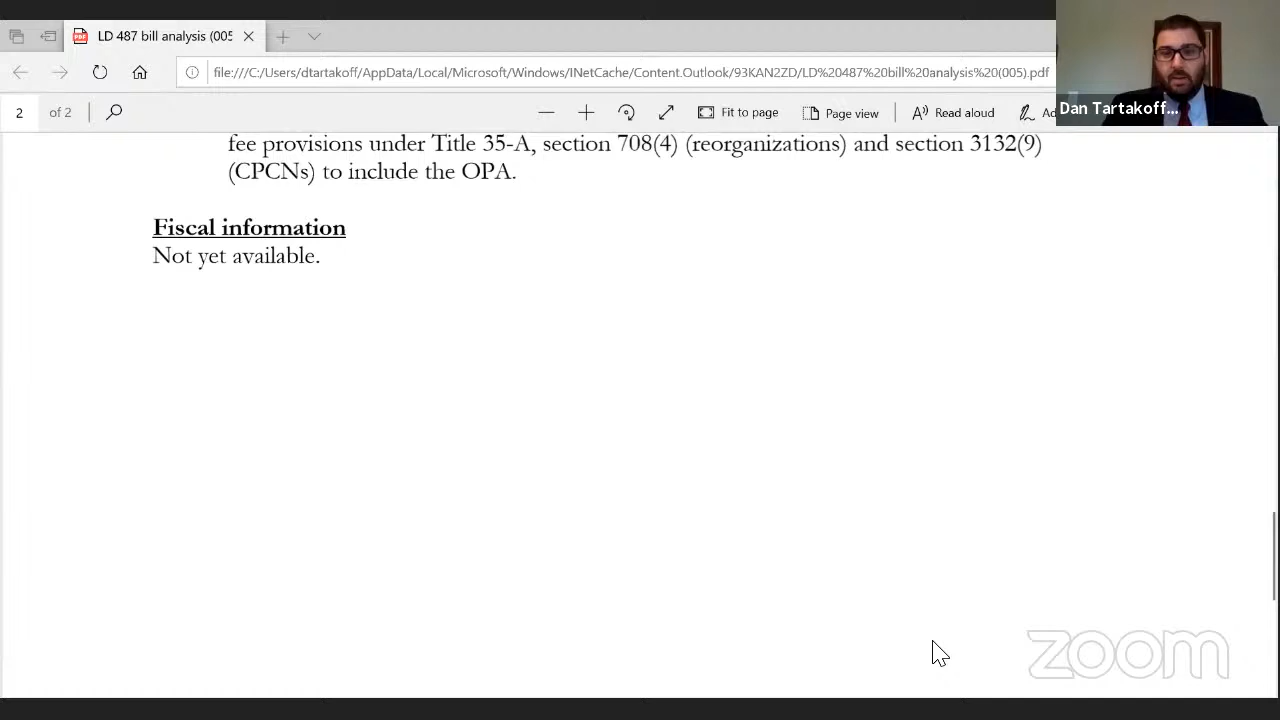 LD 487 bill analysis (005
file:///C:/Users/dtartakoff/AppData/Local/Microsoft/Windows/INetCache/Content.Outlook/93KAN2ZD/LD%20487%20bill%20analysis%20(005).pdf
Dan Tartakoff...
2 of 2
Fit to page
Page view
Read aloud
fee provisions under Title 35-A, section 708(4) (reorganizations) and section 3132(9)
(CPCNs) to include the OPA.
Fiscal information
Not yet available.
zoom